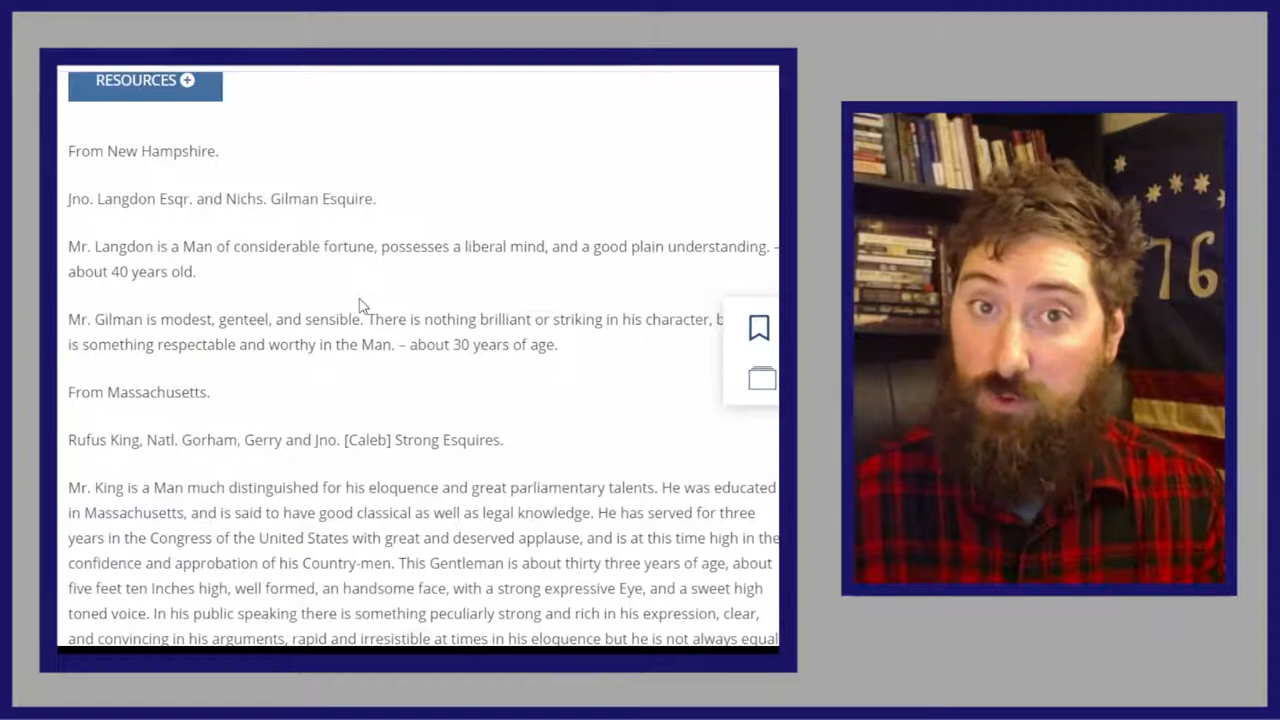 RESOURCES
From New Hampshire.
Jno. Langdon Esqr. and Nichs. Gilman Esquire.
Mr. Langdon is a Man of considerable fortune, possesses a liberal mind, and a good plain understanding. –
about 40 years old.
Mr. Gilman is modest, genteel, and sensible. There is nothing brilliant or striking in his character,
is something respectable and worthy in the Man. – about 30 years of age.
From Massachusetts.
Rufus King, Natl. Gorham, Gerry and Jno. [Caleb] Strong Esquires.
Mr. King is a Man much distinguished for his eloquence and great parliamentary talents. He was educated
in Massachusetts, and is said to have good classical as well as legal knowledge. He has served for three
years in the Congress of the United States with great and deserved applause, and is at this time high in the
confidence and approbation of his Country-men. This Gentleman is about thirty three years of age, about
five feet ten Inches high, well formed, an handsome face, with a strong expressive Eye, and a sweet high
toned voice. In his public speaking there is something peculiarly strong and rich in his expression, clear,
and convincing in his arguments, rapid and irresistible at times in his eloquence but he is not always equal
76